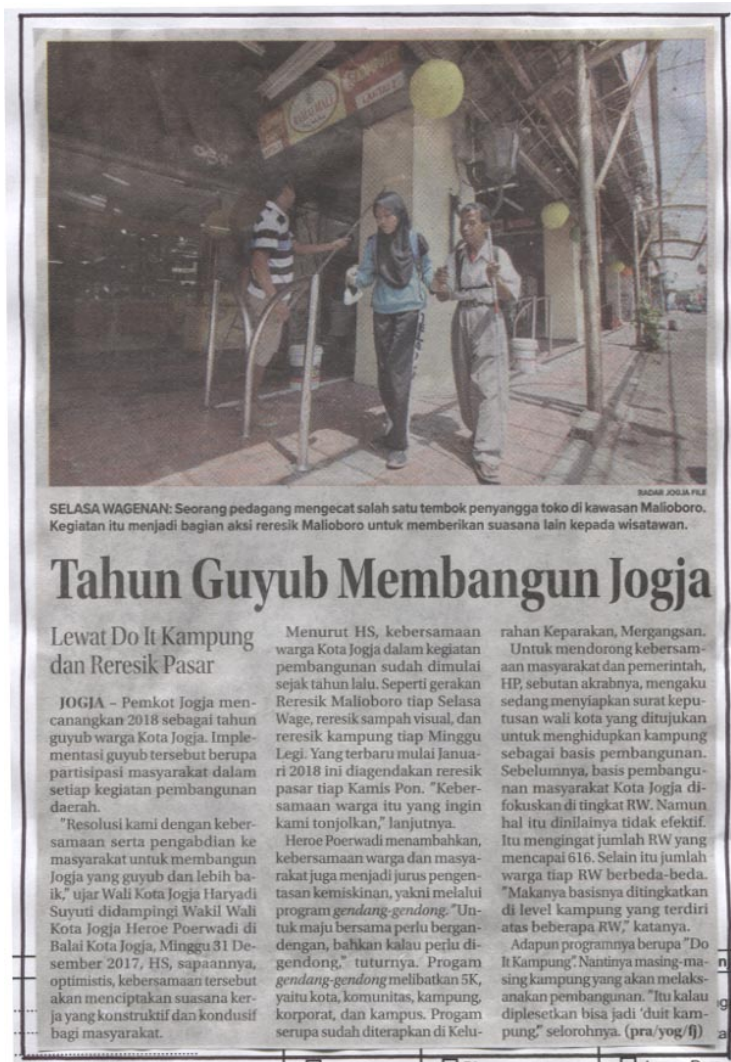 RADAR JOGJA FILE
SELASA WAGENAN: Seorang pedagang mengecat salah satu tembok penyangga toko di kawasan Malioboro.
Kegiatan itu menjadi bagian aksi reresik Malioboro untuk memberikan suasana lain kepada wisatawan.
Tahun Guyub Membangun Jogja
Lewat Do It Kampung
dan Reresik Pasar
JOGJA – Pemkot Jogja men-
canangkan 2018 sebagai tahun
guyub warga Kota Jogja. Imple-
mentasi guyub tersebut berupa
partisipasi masyarakat dalam
setiap kegiatan pembangunan
daerah.
"Resolusi kami dengan keber-
samaan serta pengabdian ke
masyarakat untuk membangun
Jogja yang guyub dan lebih ba-
ik," ujar Wali Kota Jogja Haryadi
Suyuti didampingi Wakil Wali
Kota Jogja Heroe Poerwadi di
Balai Kota Jogja, Minggu 31 De-
sember 2017, HS, sapaannya,
optimistis, kebersamaan tersebut
akan menciptakan suasana ker-
ja yang konstruktif dan kondusif
bagi masyarakat.
Menurut HS, kebersamaan
warga Kota Jogja dalam kegiatan
pembangunan sudah dimulai
sejak tahun lalu. Seperti gerakan
Reresik Malioboro tiap Selasa
Wage, reresik sampah visual, dan
reresik kampung tiap Minggu
Legi. Yang terbaru mulai Janua-
ri 2018 ini diagendakan reresik
pasar tiap Kamis Pon. "Keber-
samaan warga itu yang ingin
kami tonjolkan," lanjutnya.
Heroe Poerwadi menambahkan,
kebersamaan warga dan masya-
rakat juga menjadi jurus pengen-
tasan kemiskinan, yakni melalui
program gendang-gendong. "Un-
tuk maju bersama perlu bergan-
dengan, bahkan kalau perlu di-
gendong," tuturnya. Progam
gendang-gendong melibatkan 5K,
yaitu kota, komunitas, kampung,
korporat, dan kampus. Progam
serupa sudah diterapkan di Kelu-
rahan Keparakan, Mergangsan.
Untuk mendorong kebersam-
aan masyarakat dan pemerintah,
HP, sebutan akrabnya, mengaku
sedang menyiapkan surat kepu-
tusan wali kota yang ditujukan
untuk menghidupkan kampung
sebagai basis pembangunan.
Sebelumnya, basis pembangu-
nan masyarakat Kota Jogja di-
fokuskan di tingkat RW. Namun
hal itu dinilainya tidak efektif.
Itu mengingat jumlah RW yang
mencapai 616. Selain itu jumlah
warga tiap RW berbeda-beda.
"Makanya basisnya ditingkatkan
di level kampung yang terdiri
atas beberapa RW," katanya.
Adapun programnya berupa "Do
It Kampung". Nantinya masing-ma-
sing kampung yang akan melaks-
anakan pembangunan. "Itu kalau
diplesetkan bisa jadi 'duit kam-
pung,'" selorohnya. (pra/yog/fj)